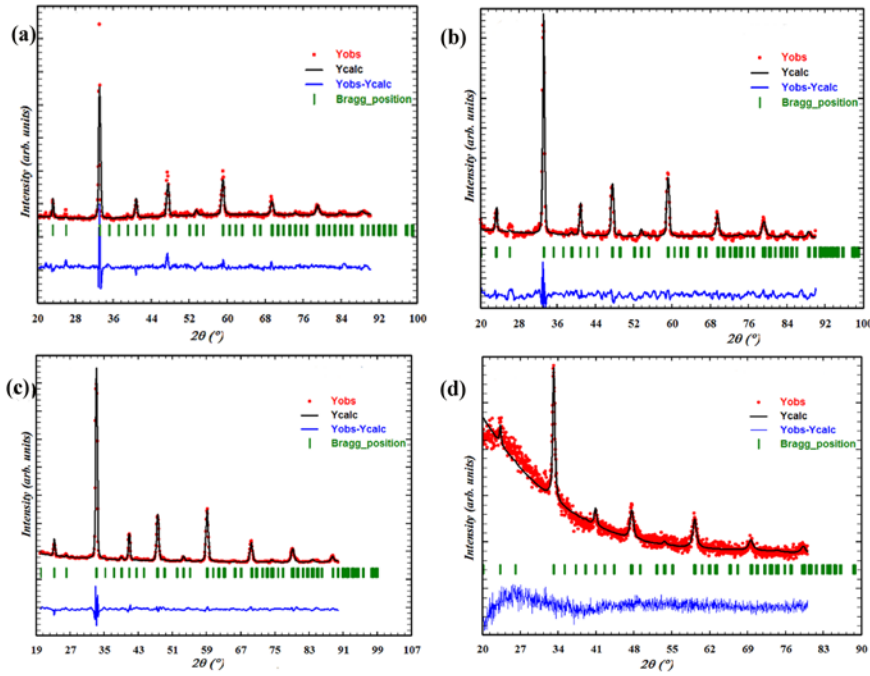 (a)
Yobs
Ycalc
Yobs-Ycalc
Bragg_position
Intensity (arb. units)
20 28 36 44 52 59 69 76 84 92 100
2θ (°)
(b)
Yobs
Ycalc
Yobs-Ycalc
Bragg_position
Intensity (arb. units)
20 28 36 44 52 60 68 76 84 92 100
2θ (°)
(c)
Yobs
Ycalc
Yobs-Ycalc
Bragg_position
Intensity (arb. units)
19 27 35 43 51 59 67 75 83 91 99 107
2θ (°)
(d)
Yobs
Ycalc
Yobs-Ycalc
Bragg_position
Intensity (arb. units)
20 27 34 41 48 55 62 69 76 83 90
2θ (°)